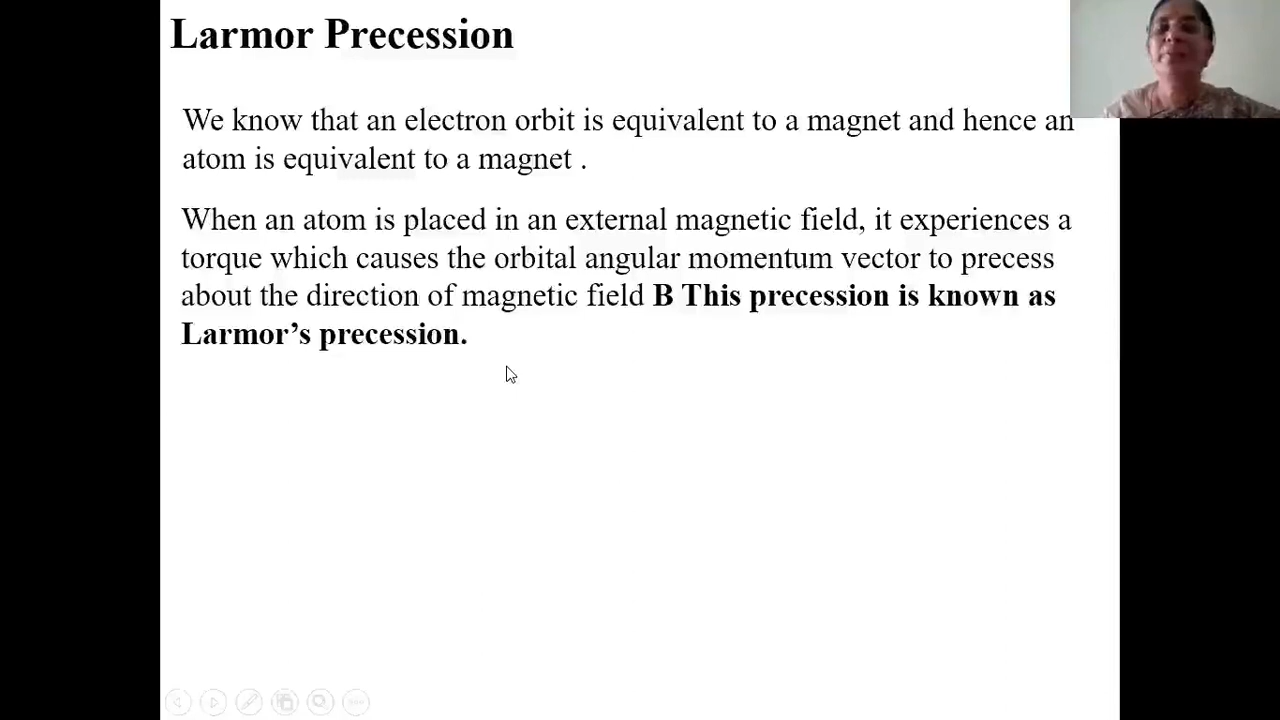 Larmor Precession
We know that an electron orbit is equivalent to a magnet and hence an
atom is equivalent to a magnet .
When an atom is placed in an external magnetic field, it experiences a
torque which causes the orbital angular momentum vector to precess
about the direction of magnetic field B This precession is known as
Larmor’s precession.